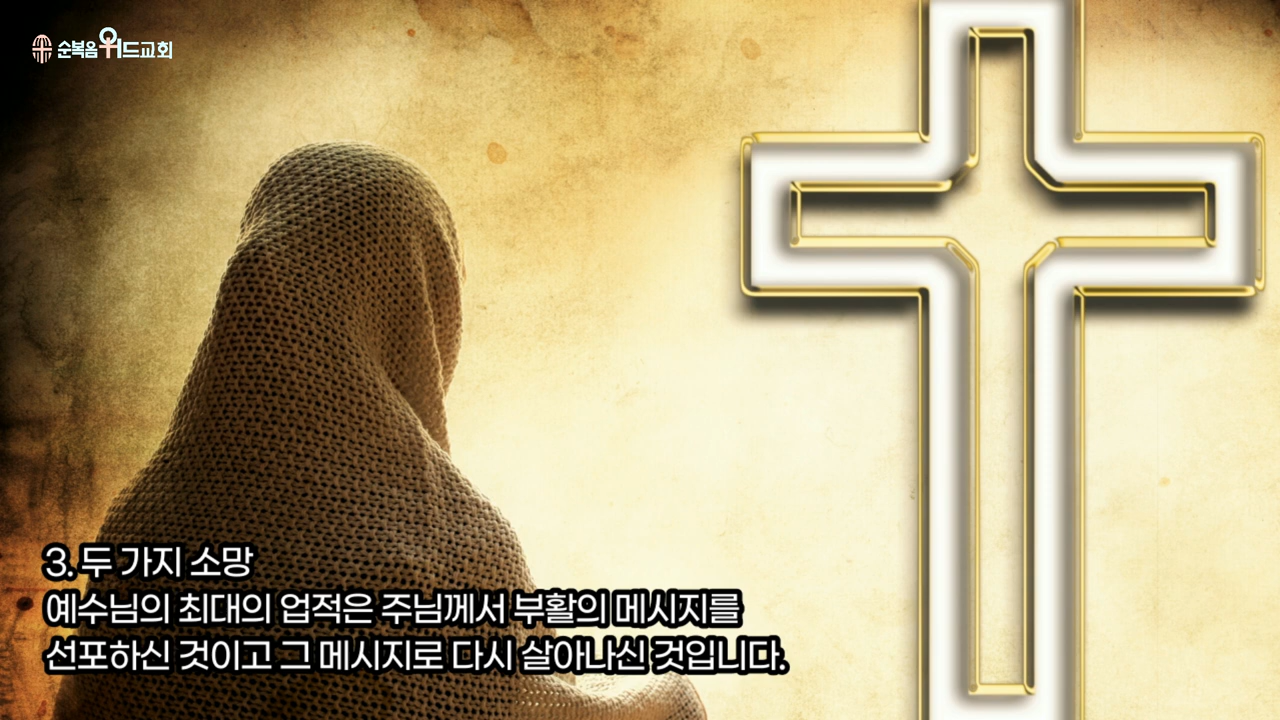 순복음위드교회
3. 두 가지 소망
예수님의 최대의 업적은 주님께서 부활의 메시지를
선포하신 것이고 그 메시지로 다시 살아나신 것입니다.